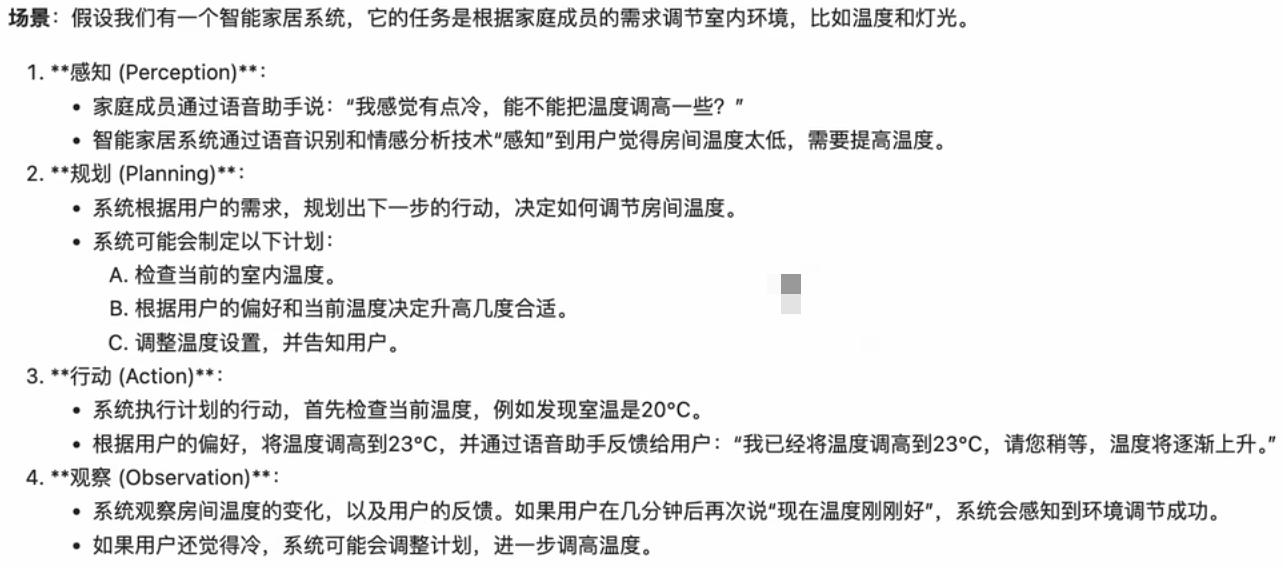 场景：假设我们有一个智能家居系统，它的任务是根据家庭成员的需求调节室内环境，比如温度和灯光。
1. **感知 (Perception)**：
• 家庭成员通过语音助手说：“我感觉有点冷，能不能把温度调高一些？”
• 智能家居系统通过语音识别和情感分析技术“感知”到用户觉得房间温度太低，需要提高温度。
2. **规划 (Planning)**：
• 系统根据用户的需求，规划出下一步的行动，决定如何调节房间温度。
• 系统可能会制定以下计划：
A. 检查当前的室内温度。
B. 根据用户的偏好和当前温度决定升高几度合适。
C. 调整温度设置，并告知用户。
3. **行动 (Action)**：
• 系统执行计划的行动，首先检查当前温度，例如发现室温是20°C。
• 根据用户的偏好，将温度调高到23°C，并通过语音助手反馈给用户：“我已经将温度调高到23°C，请您稍等，温度将逐渐上升。”
4. **观察 (Observation)**：
• 系统观察房间温度的变化，以及用户的反馈。如果用户在几分钟后再次说“现在温度刚刚好”，系统会感知到环境调节成功。
• 如果用户还觉得冷，系统可能会调整计划，进一步调高温度。